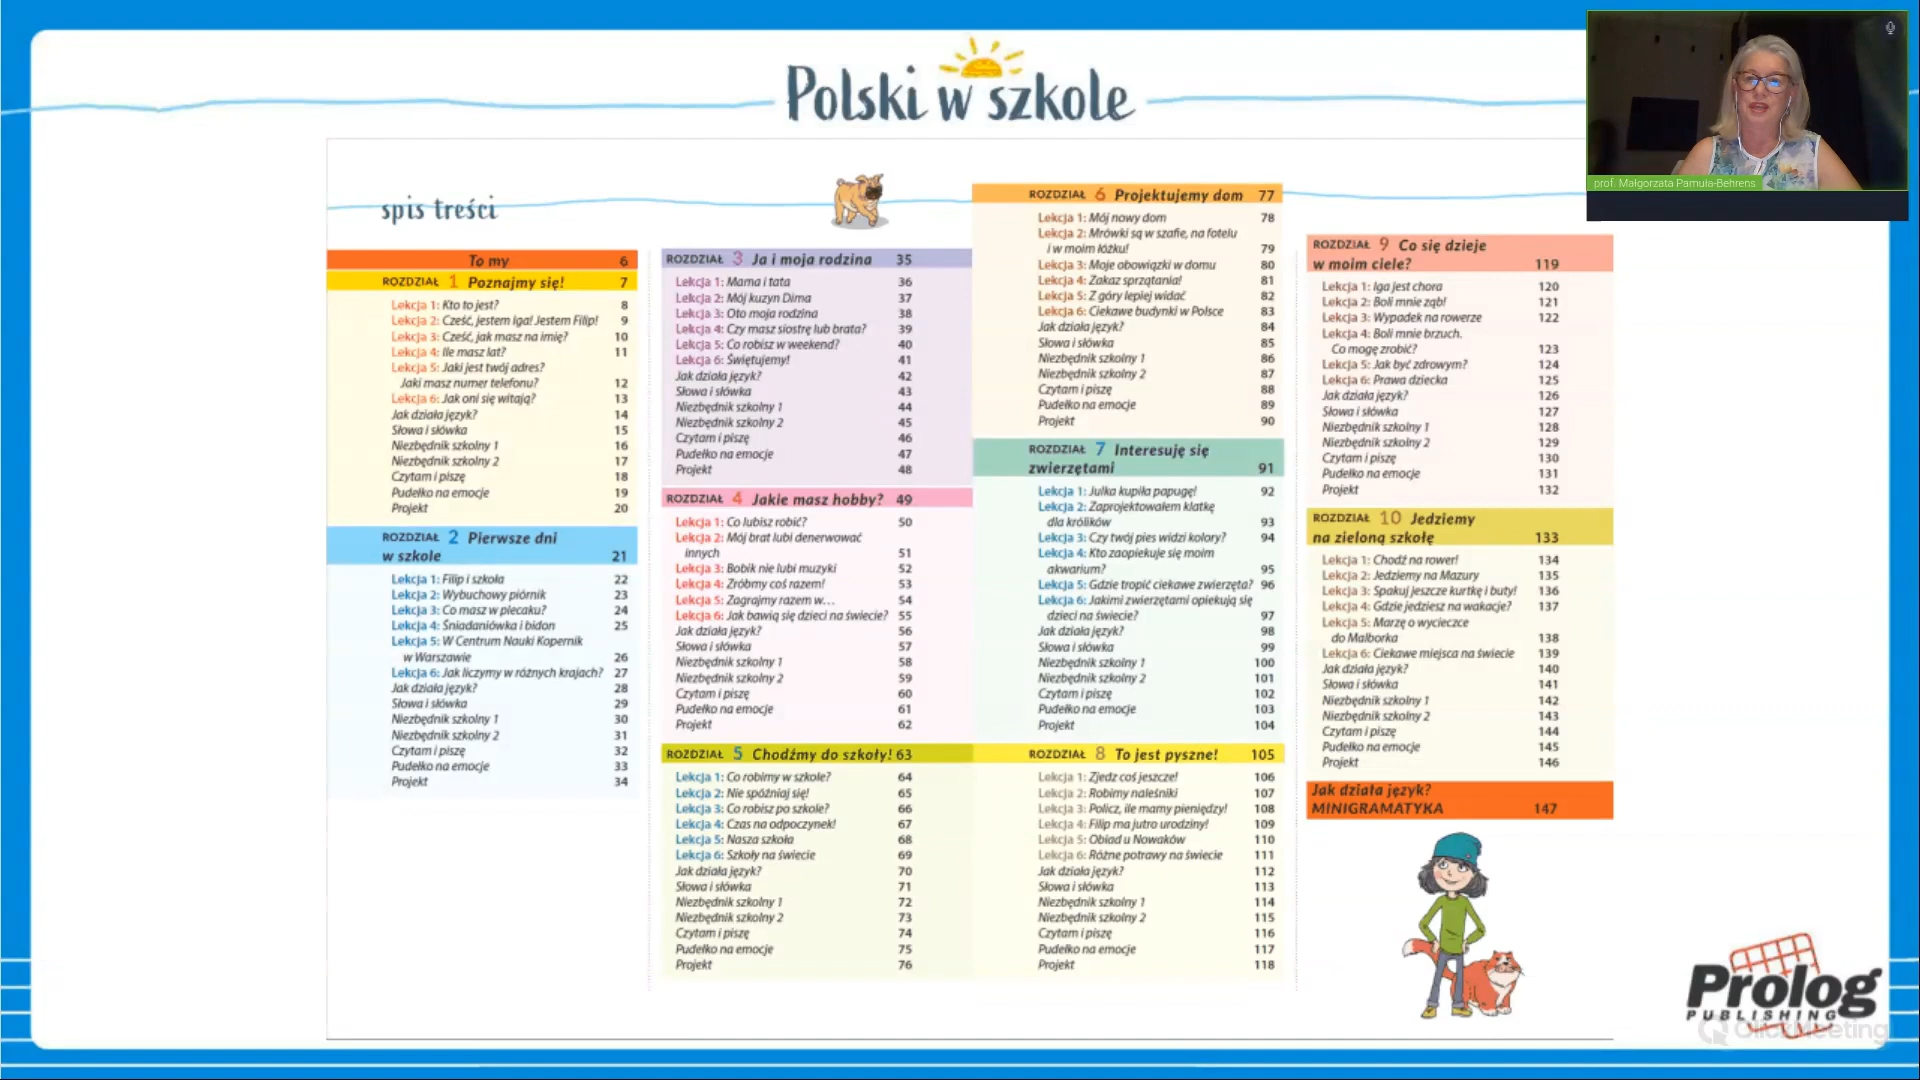 Polski w szkole
prof. Małgorzata Pamuła-Behrens
spis treści
To my 6
ROZDZIAŁ 1 Poznajmy się! 7
Lekcja 1: Kto to jest? 8
Lekcja 2: Cześć, jestem Iga! Jestem Filip! 9
Lekcja 3: Cześć, jak masz na imię? 10
Lekcja 4: Ile masz lat? 11
Lekcja 5: Jaki jest twój adres?
Jaki masz numer telefonu? 12
Lekcja 6: Jak oni się witają? 13
Jak działa język? 14
Słowa i słówka 15
Niezbędnik szkolny 1 16
Niezbędnik szkolny 2 17
Czytam i piszę 18
Pudełko na emocje 19
Projekt 20
ROZDZIAŁ 2 Pierwsze dni
w szkole 21
Lekcja 1: Filip i szkoła 22
Lekcja 2: Wybuchowy piórnik 23
Lekcja 3: Co masz w plecaku? 24
Lekcja 4: Śniadaniówka i bidon 25
Lekcja 5: W Centrum Nauki Kopernik
w Warszawie 26
Lekcja 6: Jak liczymy w różnych krajach? 27
Jak działa język? 28
Słowa i słówka 29
Niezbędnik szkolny 1 30
Niezbędnik szkolny 2 31
Czytam i piszę 32
Pudełko na emocje 33
Projekt 34
ROZDZIAŁ 3 Ja i moja rodzina 35
Lekcja 1: Mama i tata 36
Lekcja 2: Mój kuzyn Dima 37
Lekcja 3: Oto moja rodzina 38
Lekcja 4: Czy masz siostrę lub brata? 39
Lekcja 5: Co robisz w weekend? 40
Lekcja 6: Świętujemy! 41
Jak działa język? 42
Słowa i słówka 43
Niezbędnik szkolny 1 44
Niezbędnik szkolny 2 45
Czytam i piszę 46
Pudełko na emocje 47
Projekt 48
ROZDZIAŁ 4 Jakie masz hobby? 49
Lekcja 1: Co lubisz robić? 50
Lekcja 2: Mój brat lubi denerwować
innych 51
Lekcja 3: Bobik nie lubi muzyki 52
Lekcja 4: Zróbmy coś razem! 53
Lekcja 5: Zagrajmy razem w... 54
Lekcja 6: Jak bawią się dzieci na świecie? 55
Jak działa język? 56
Słowa i słówka 57
Niezbędnik szkolny 1 58
Niezbędnik szkolny 2 59
Czytam i piszę 60
Pudełko na emocje 61
Projekt 62
ROZDZIAŁ 5 Chodźmy do szkoły! 63
Lekcja 1: Co robimy w szkole? 64
Lekcja 2: Nie spóźniaj się! 65
Lekcja 3: Co robisz po szkole? 66
Lekcja 4: Czas na odpoczynek! 67
Lekcja 5: Nasza szkoła 68
Lekcja 6: Szkoły na świecie 69
Jak działa język? 70
Słowa i słówka 71
Niezbędnik szkolny 1 72
Niezbędnik szkolny 2 73
Czytam i piszę 74
Pudełko na emocje 75
Projekt 76
ROZDZIAŁ 6 Projektujemy dom 77
Lekcja 1: Mój nowy dom 78
Lekcja 2: Mrówki są w szafie, na fotelu
i w moim łóżku! 79
Lekcja 3: Moje obowiązki w domu 80
Lekcja 4: Zakaz sprzątania! 81
Lekcja 5: Z góry lepiej widać 82
Lekcja 6: Ciekawe budynki w Polsce 83
Jak działa język? 84
Słowa i słówka 85
Niezbędnik szkolny 1 86
Niezbędnik szkolny 2 87
Czytam i piszę 88
Pudełko na emocje 89
Projekt 90
ROZDZIAŁ 7 Interesuję się
zwierzętami 91
Lekcja 1: Julka kupiła papugę! 92
Lekcja 2: Zaprojektowałem klatkę
dla królików 93
Lekcja 3: Czy twój pies widzi kolory? 94
Lekcja 4: Kto zaopiekuje się moim
akwarium? 95
Lekcja 5: Gdzie tropić ciekawe zwierzęta? 96
Lekcja 6: Jakimi zwierzętami opiekują się
dzieci na świecie? 97
Jak działa język? 98
Słowa i słówka 99
Niezbędnik szkolny 1 100
Niezbędnik szkolny 2 101
Czytam i piszę 102
Pudełko na emocje 103
Projekt 104
ROZDZIAŁ 8 To jest pyszne! 105
Lekcja 1: Zjedz coś jeszcze! 106
Lekcja 2: Robimy naleśniki 107
Lekcja 3: Policz, ile mamy pieniędzy! 108
Lekcja 4: Filip ma jutro urodziny! 109
Lekcja 5: Obiad u Nowaków 110
Lekcja 6: Różne potrawy na świecie 111
Jak działa język? 112
Słowa i słówka 113
Niezbędnik szkolny 1 114
Niezbędnik szkolny 2 115
Czytam i piszę 116
Pudełko na emocje 117
Projekt 118
ROZDZIAŁ 9 Co się dzieje
w moim ciele? 119
Lekcja 1: Iga jest chora 120
Lekcja 2: Boli mnie ząb! 121
Lekcja 3: Wypadek na rowerze 122
Lekcja 4: Boli mnie brzuch.
Co mogę zrobić? 123
Lekcja 5: Jak być zdrowym? 124
Lekcja 6: Prawa dziecka 125
Jak działa język? 126
Słowa i słówka 127
Niezbędnik szkolny 1 128
Niezbędnik szkolny 2 129
Czytam i piszę 130
Pudełko na emocje 131
Projekt 132
ROZDZIAŁ 10 Jedziemy
na zieloną szkołę 133
Lekcja 1: Chodź na rower! 134
Lekcja 2: Jedziemy na Mazury 135
Lekcja 3: Spakuj jeszcze kurtkę i buty! 136
Lekcja 4: Gdzie jedziesz na wakacje? 137
Lekcja 5: Marzę o wycieczce
do Malborka 138
Lekcja 6: Ciekawe miejsca na świecie 139
Jak działa język? 140
Słowa i słówka 141
Niezbędnik szkolny 1 142
Niezbędnik szkolny 2 143
Czytam i piszę 144
Pudełko na emocje 145
Projekt 146
Jak działa język?
MINIGRAMATYKA 147
Prolog
PUBLISHING
ClickMeeting